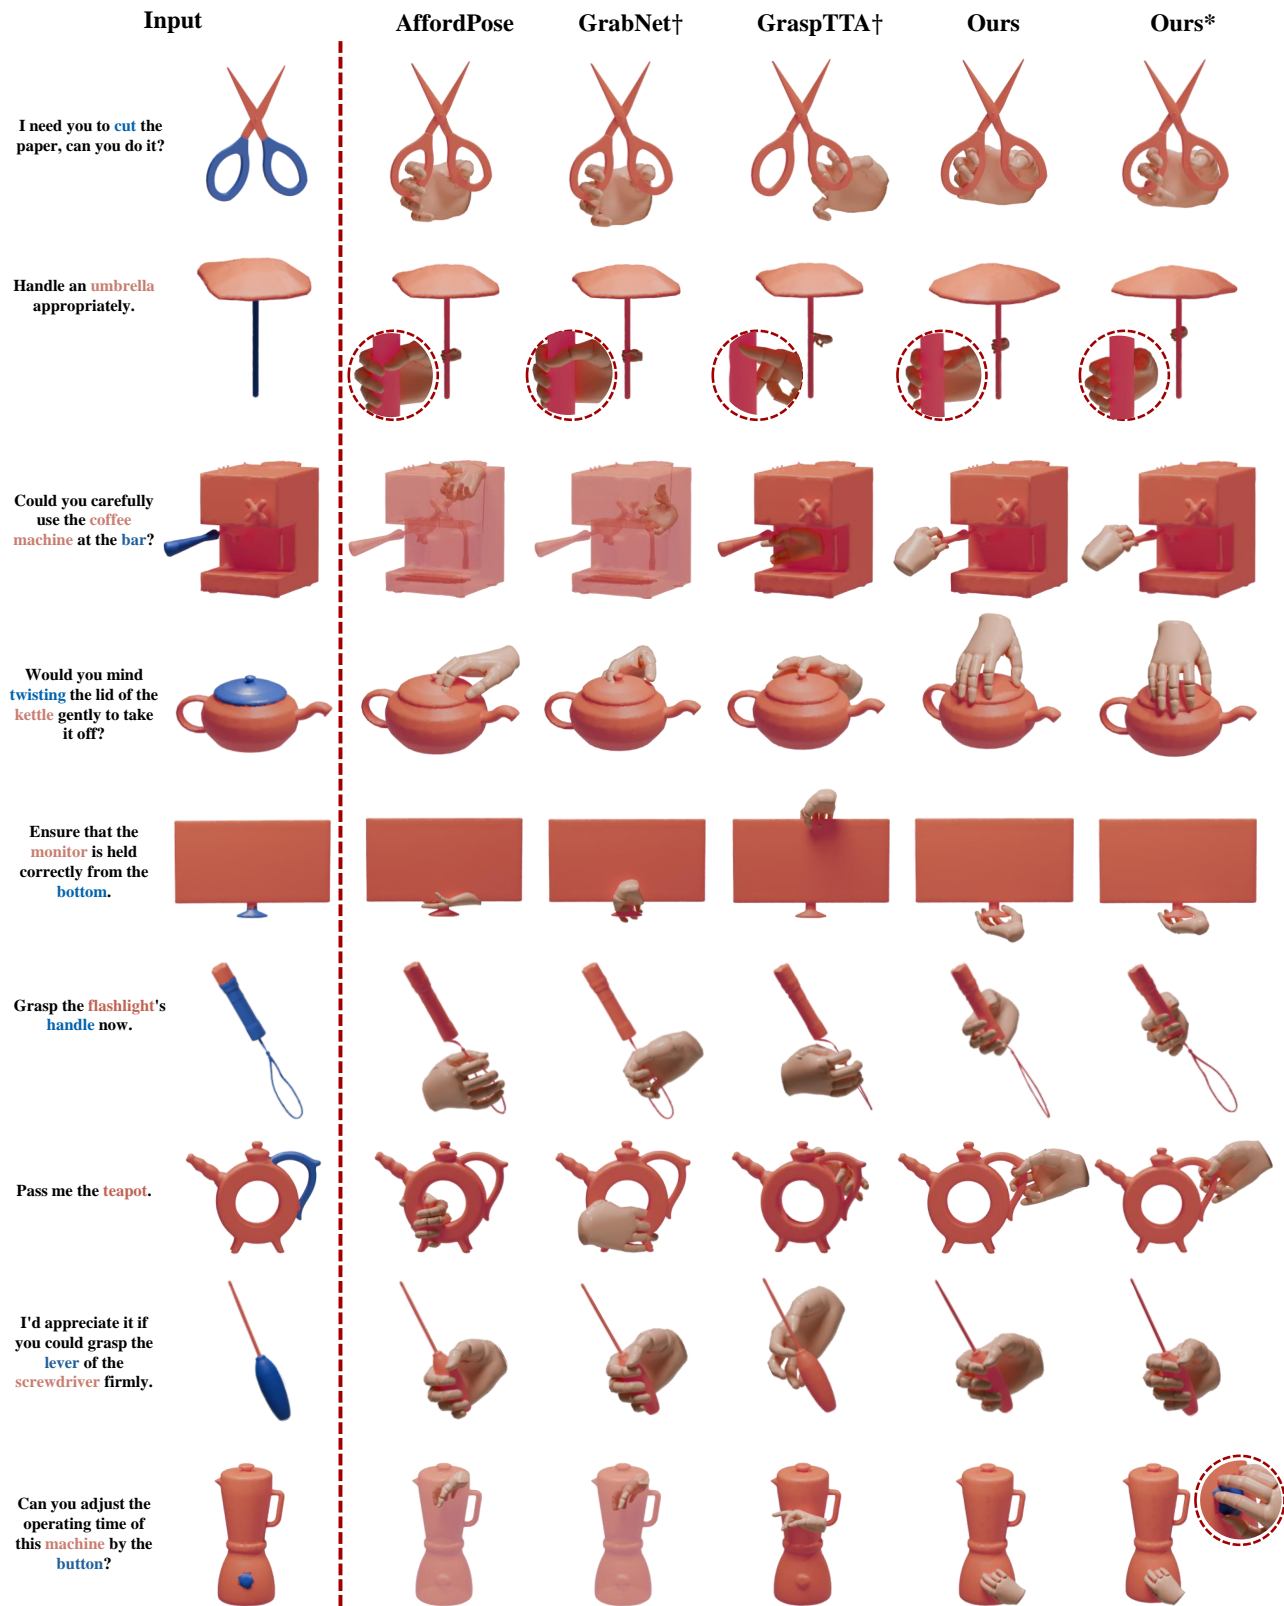 Input
AffordPose
GrabNet†
GraspTTA†
Ours
Ours*
I need you to cut the
paper, can you do it?
Handle an umbrella
appropriately.
Could you carefully
use the coffee
machine at the bar?
Would you mind
twisting the lid of the
kettle gently to take
it off?
Ensure that the
monitor is held
correctly from the
bottom.
Grasp the flashlight's
handle now.
Pass me the teapot.
I'd appreciate it if
you could grasp the
lever of the
screwdriver firmly.
Can you adjust the
operating time of
this machine by the
button?